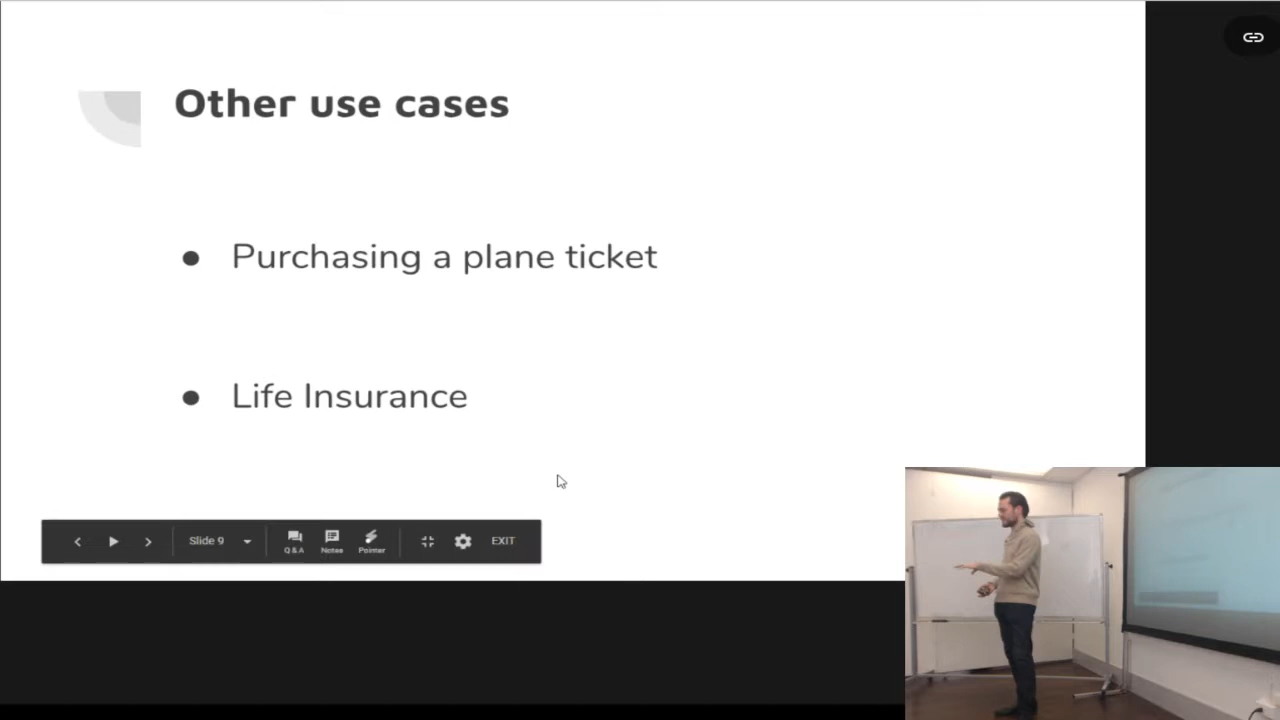 Other use cases
● Purchasing a plane ticket
● Life Insurance
Slide 9
Q & A Notes Pointer
EXIT